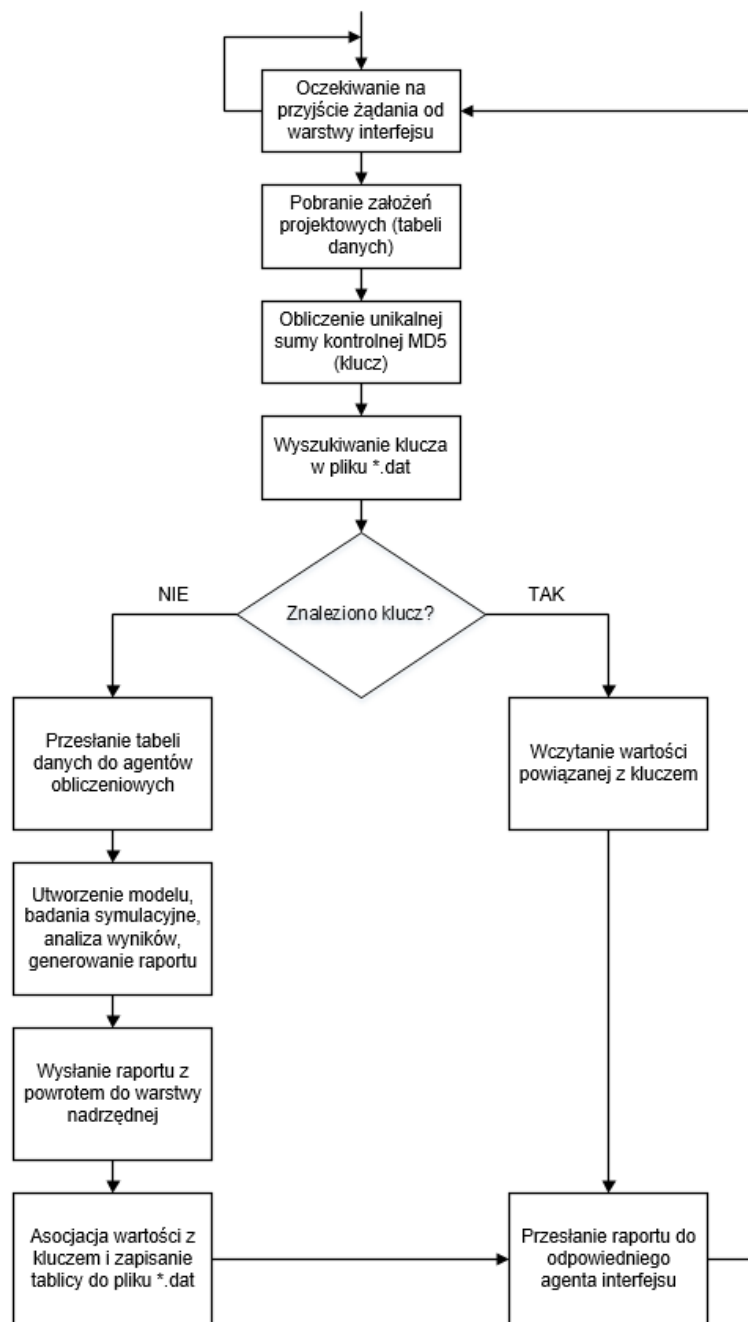 Oczekiwanie na
przyjście żądania od
warstwy interfejsu
Pobranie założeń
projektowych (tabeli
danych)
Obliczenie unikalnej
sumy kontrolnej MD5
(klucz)
Wyszukiwanie klucza
w pliku *.dat
Znaleziono klucz?
NIE
TAK
Przesłanie tabeli
danych do agentów
obliczeniowych
Wczytanie wartości
powiązanej z kluczem
Utworzenie modelu,
badania symulacyjne,
analiza wyników,
generowanie raportu
Wysłanie raportu z
powrotem do warstwy
nadrzędnej
Asocjacja wartości z
kluczem i zapisanie
tablicy do pliku *.dat
Przesłanie raportu do
odpowiedniego
agenta interfejsu